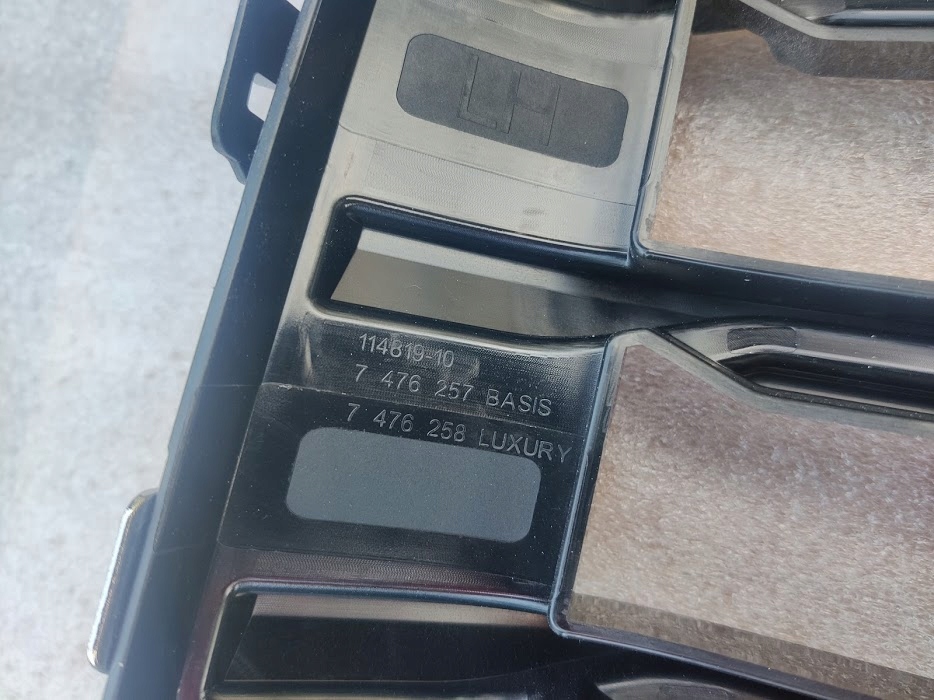 LH
114819-10
7 476 257 BASIS
7 476 258 LUXURY